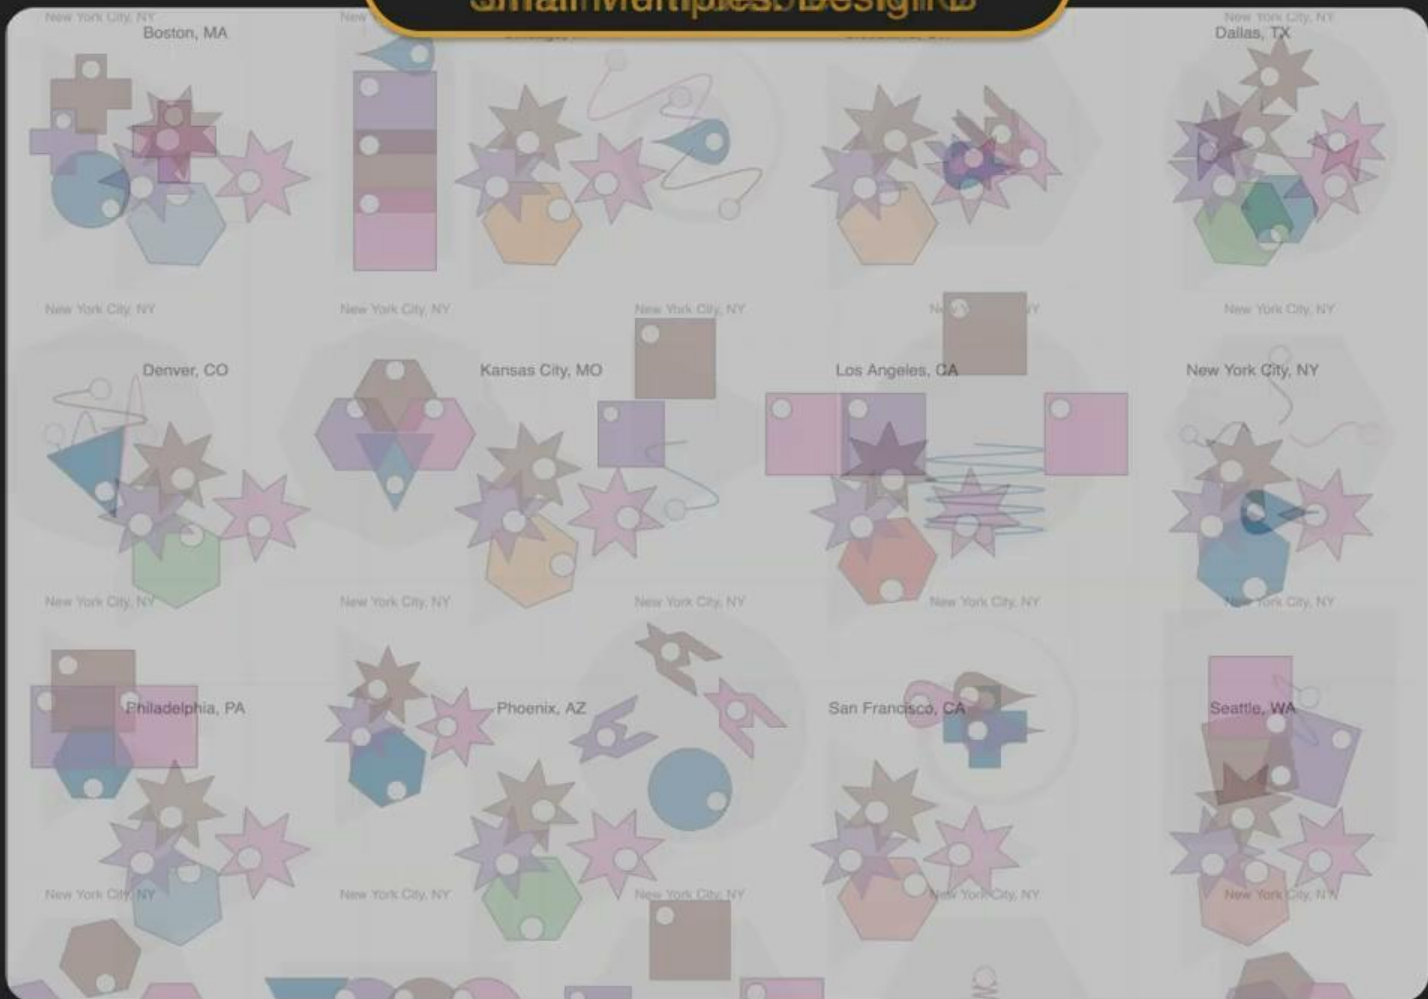 Small Multiples: Design B
New York City, NY
New York City, NY
Boston, MA
Dallas, TX
New York City, NY
New York City, NY
New York City, NY
New York City, NY
Denver, CO
Kansas City, MO
Los Angeles, CA
New York City, NY
New York City, NY
New York City, NY
New York City, NY
New York City, NY
New York City, NY
Philadelphia, PA
Phoenix, AZ
San Francisco, CA
Seattle, WA
New York City, NY
New York City, NY
New York City, NY
New York City, NY
New York City, NY